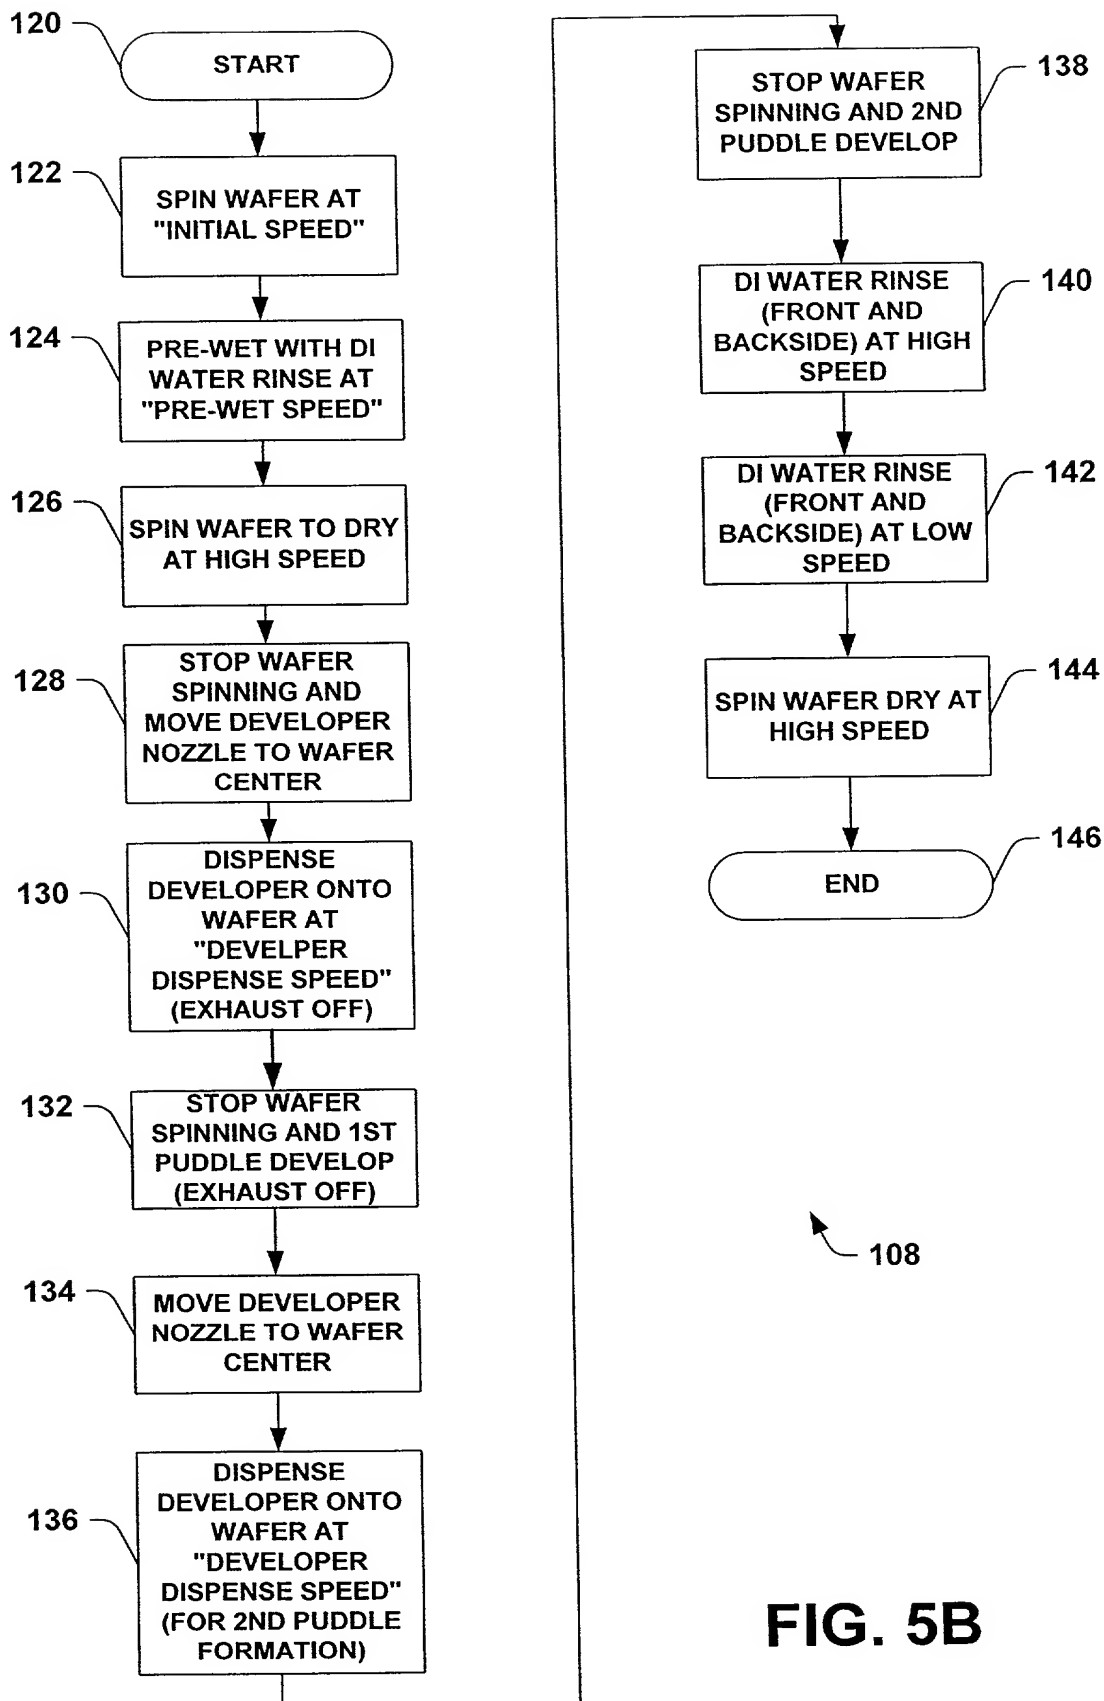 120
START
122
SPIN WAFER AT
"INITIAL SPEED"
124
PRE-WET WITH DI
WATER RINSE AT
"PRE-WET SPEED"
126
SPIN WAFER TO DRY
AT HIGH SPEED
128
STOP WAFER
SPINNING AND
MOVE DEVELOPER
NOZZLE TO WAFER
CENTER
130
DISPENSE
DEVELOPER ONTO
WAFER AT
"DEVELPER
DISPENSE SPEED"
(EXHAUST OFF)
132
STOP WAFER
SPINNING AND 1ST
PUDDLE DEVELOP
(EXHAUST OFF)
134
MOVE DEVELOPER
NOZZLE TO WAFER
CENTER
136
DISPENSE
DEVELOPER ONTO
WAFER AT
"DEVELOPER
DISPENSE SPEED"
(FOR 2ND PUDDLE
FORMATION)
138
STOP WAFER
SPINNING AND 2ND
PUDDLE DEVELOP
140
DI WATER RINSE
(FRONT AND
BACKSIDE) AT HIGH
SPEED
142
DI WATER RINSE
(FRONT AND
BACKSIDE) AT LOW
SPEED
144
SPIN WAFER DRY AT
HIGH SPEED
146
END
108
FIG. 5B